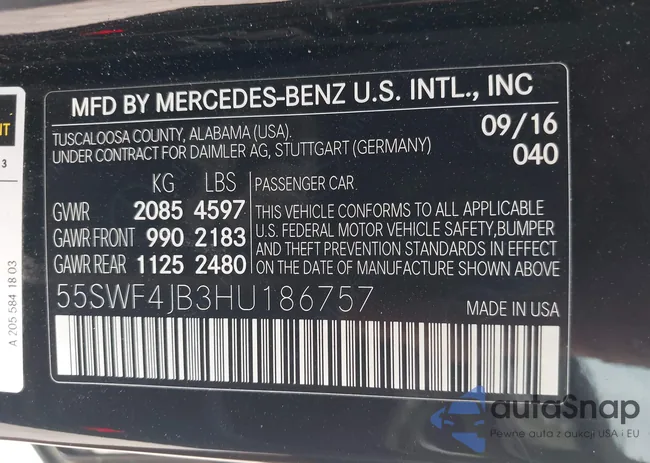 MFD BY MERCEDES-BENZ U.S. INTL., INC
TUSCALOOSA COUNTY, ALABAMA (USA).
UNDER CONTRACT FOR DAIMLER AG, STUTTGART (GERMANY)
09/16
040
KG LBS
GVWR 2085 4597
GAWR FRONT 990 2183
GAWR REAR 1125 2480
PASSENGER CAR
THIS VEHICLE CONFORMS TO ALL APPLICABLE
U.S. FEDERAL MOTOR VEHICLE SAFETY,BUMPER
AND THEFT PREVENTION STANDARDS IN EFFECT
ON THE DATE OF MANUFACTURE SHOWN ABOVE
55SWF4JB3HU186757
MADE IN USA
A 205 584 18 03
autaSnap
Pewne auta z aukcji USA i EU